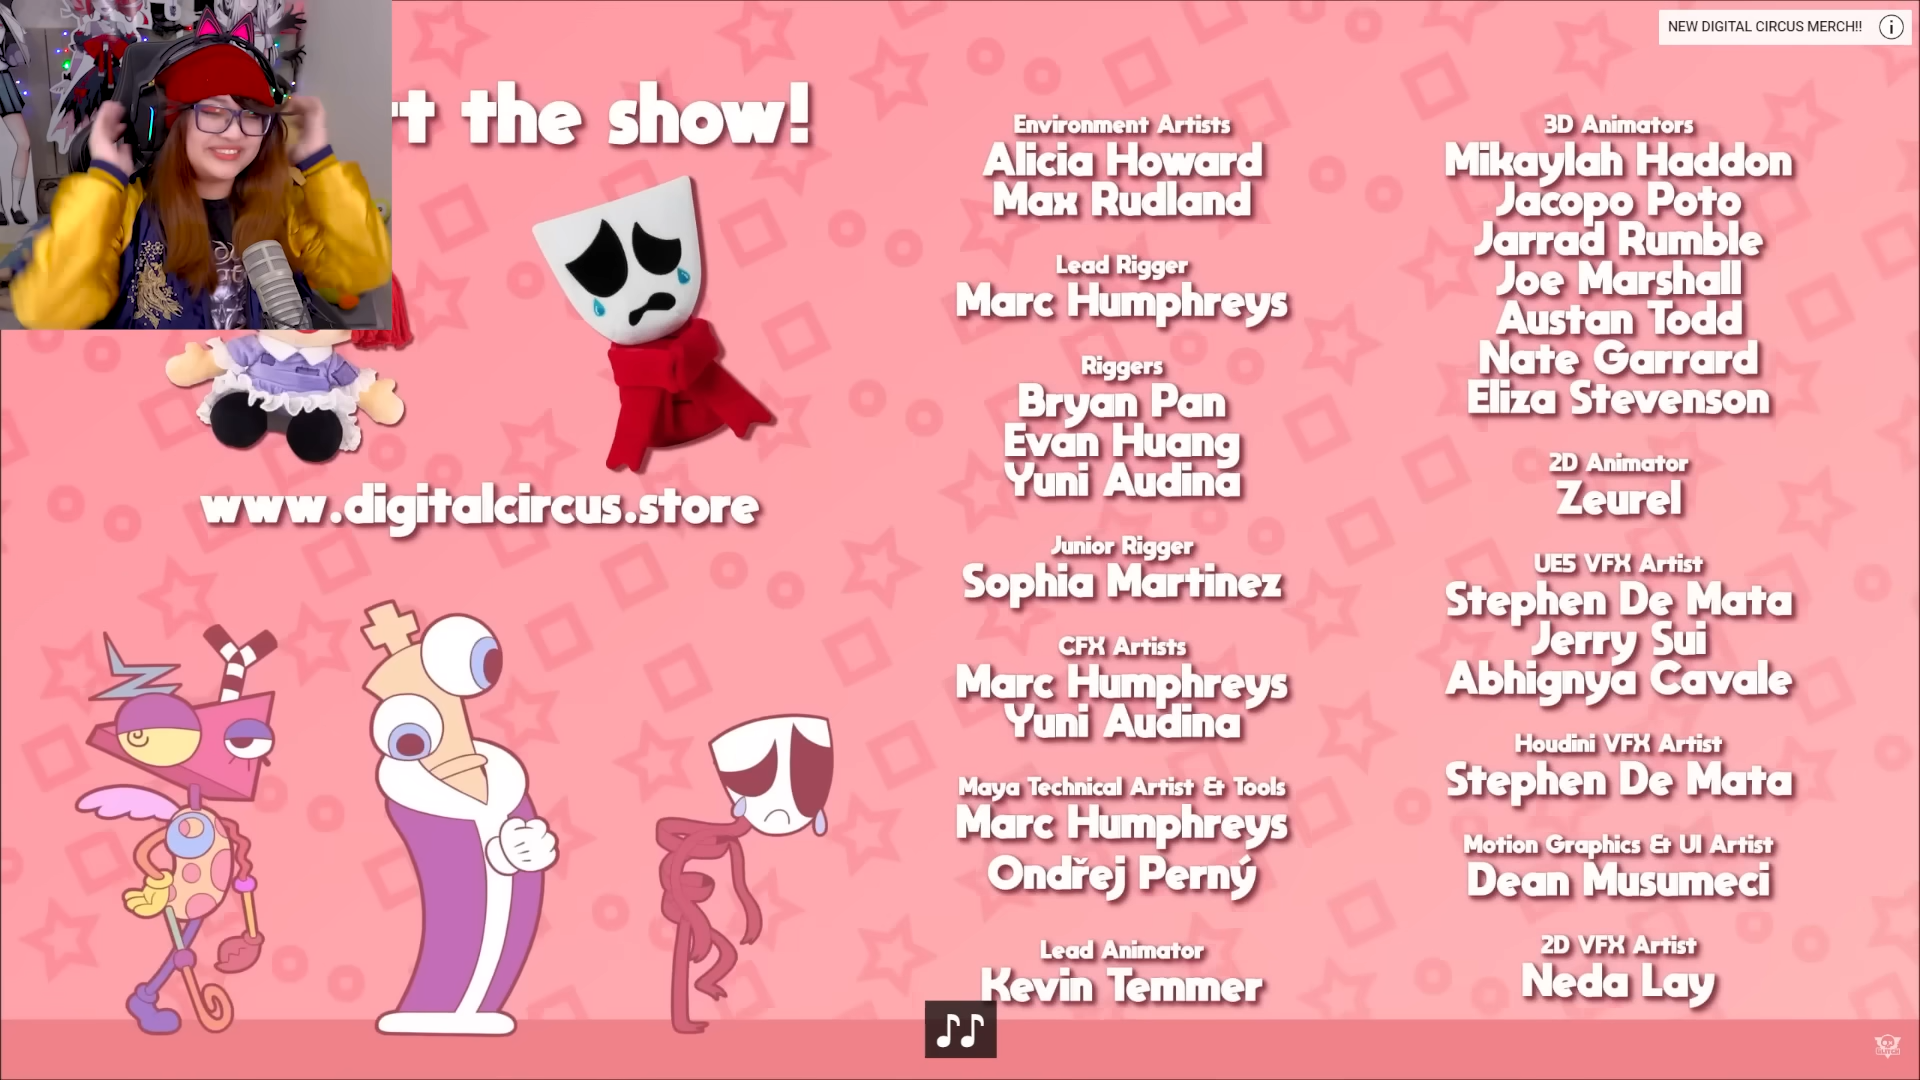 NEW DIGITAL CIRCUS MERCH!!
the show!
www.digitalcircus.store
Environment Artists
Alicia Howard
Max Rudland
Lead Rigger
Marc Humphreys
Riggers
Bryan Pan
Evan Huang
Yuni Audina
Junior Rigger
Sophia Martinez
CFX Artists
Marc Humphreys
Yuni Audina
Maya Technical Artist & Tools
Marc Humphreys
Ondřej Perný
Lead Animator
Kevin Temmer
3D Animators
Mikaylah Haddon
Jacopo Poto
Jarrad Rumble
Joe Marshall
Austan Todd
Nate Garrard
Eliza Stevenson
2D Animator
Zeurel
UE5 VFX Artist
Stephen De Mata
Jerry Sui
Abhignya Cavale
Houdini VFX Artist
Stephen De Mata
Motion Graphics & UI Artist
Dean Musumeci
2D VFX Artist
Neda Lay